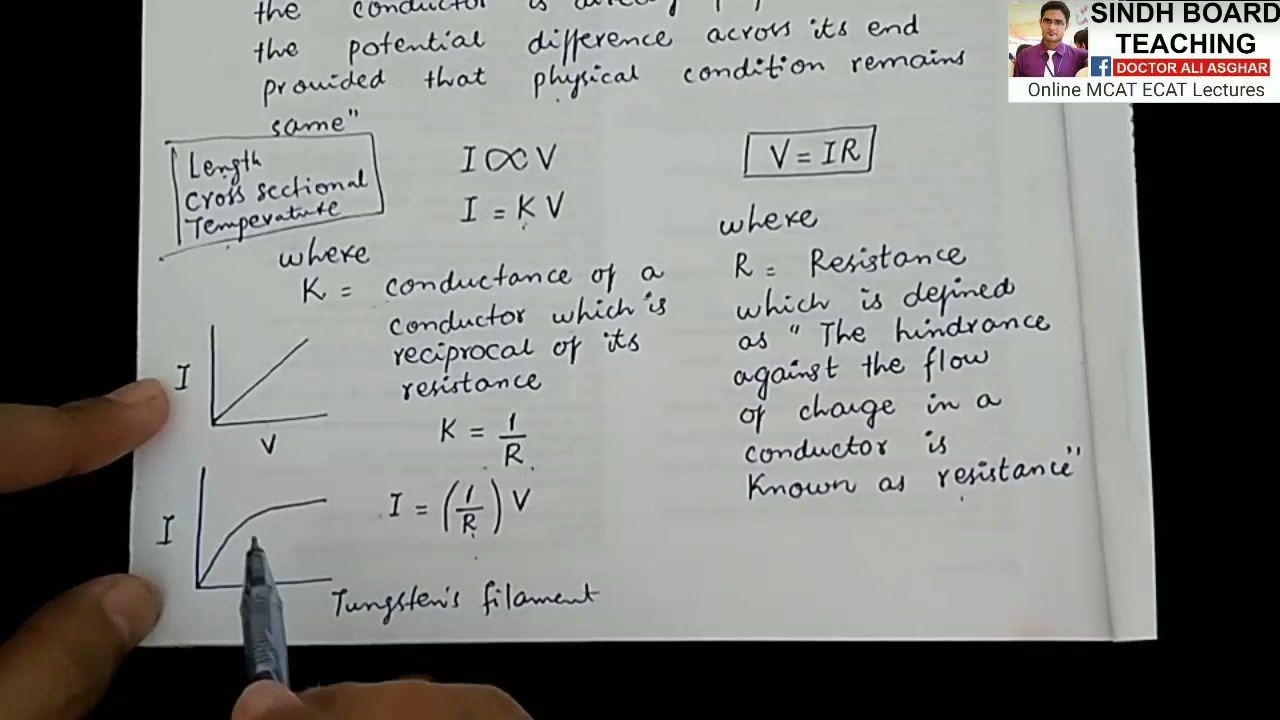 the conductor is
the potential difference across its end
provided that physical condition remains
same"
Length
Cross sectional
Temperature
I ∝ V
I = K V
where
K = conductance of a
conductor which is
reciprocal of its
resistance
K = 1/R
I = (1/R) V
I
V
I
Tungsten's filament
V = IR
where
R = Resistance
which is defined
as " The hindrance
against the flow
of charge in a
conductor is
Known as resistance"
SINDH BOARD
TEACHING
f DOCTOR ALI ASGHAR
Online MCAT ECAT Lectures